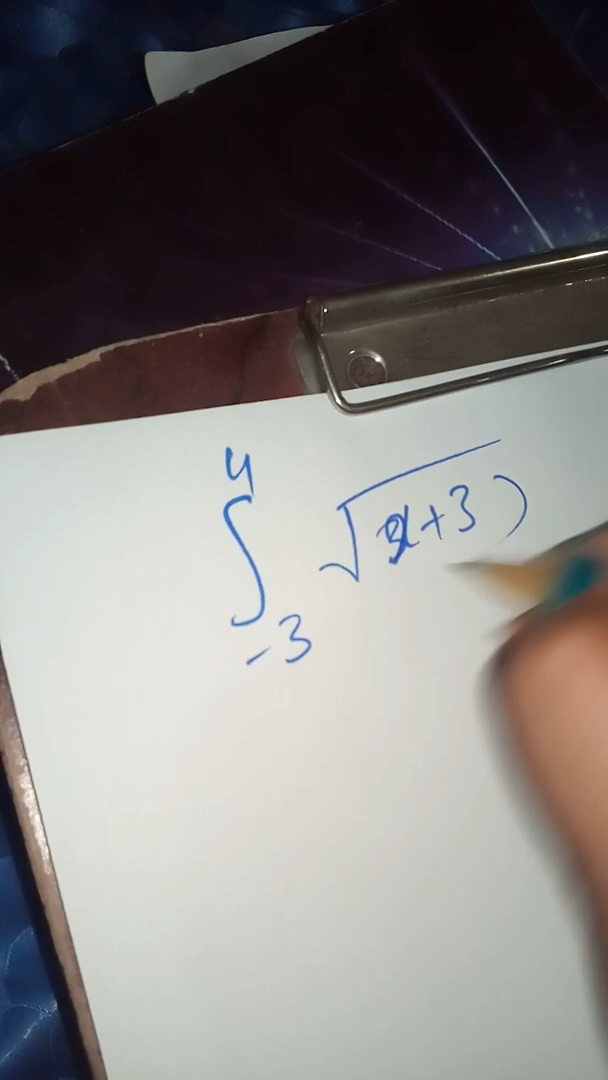 ∫_{-3}^{4} √(x+3) )